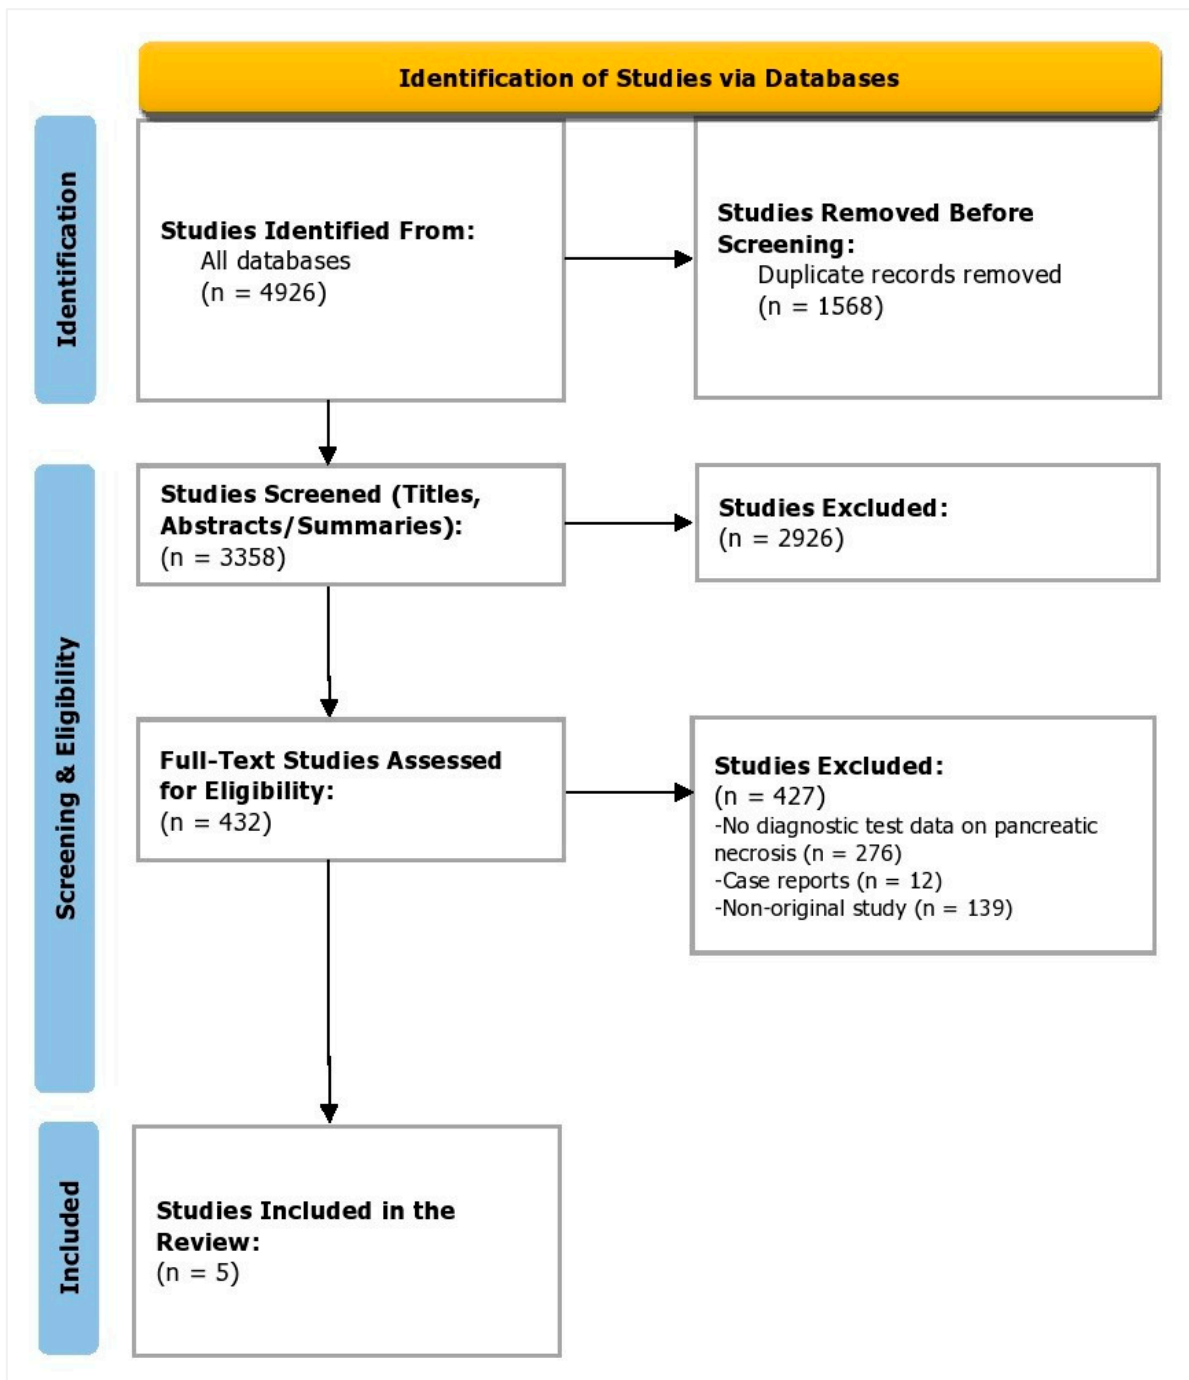 Identification of Studies via Databases
Identification
Studies Identified From:
All databases
(n = 4926)
Studies Removed Before
Screening:
Duplicate records removed
(n = 1568)
Screening & Eligibility
Studies Screened (Titles,
Abstracts/Summaries):
(n = 3358)
Studies Excluded:
(n = 2926)
Full-Text Studies Assessed
for Eligibility:
(n = 432)
Studies Excluded:
(n = 427)
-No diagnostic test data on pancreatic
necrosis (n = 276)
-Case reports (n = 12)
-Non-original study (n = 139)
Included
Studies Included in the
Review:
(n = 5)